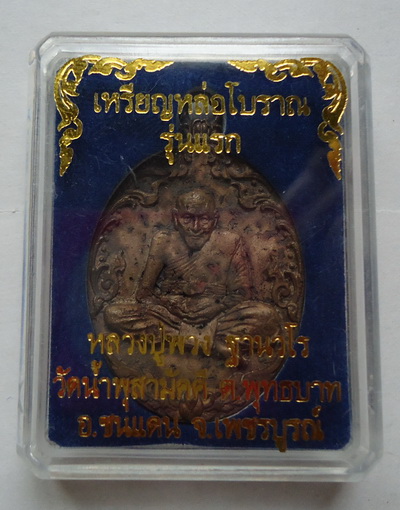 เหรียญหล่อโบราณ
รุ่นแรก
หลวงปู่พวง ฐานวโร
วัดน้ำพุสามัคคี ต.พุทธบาท
อ.ชนแดน จ.เพชรบูรณ์